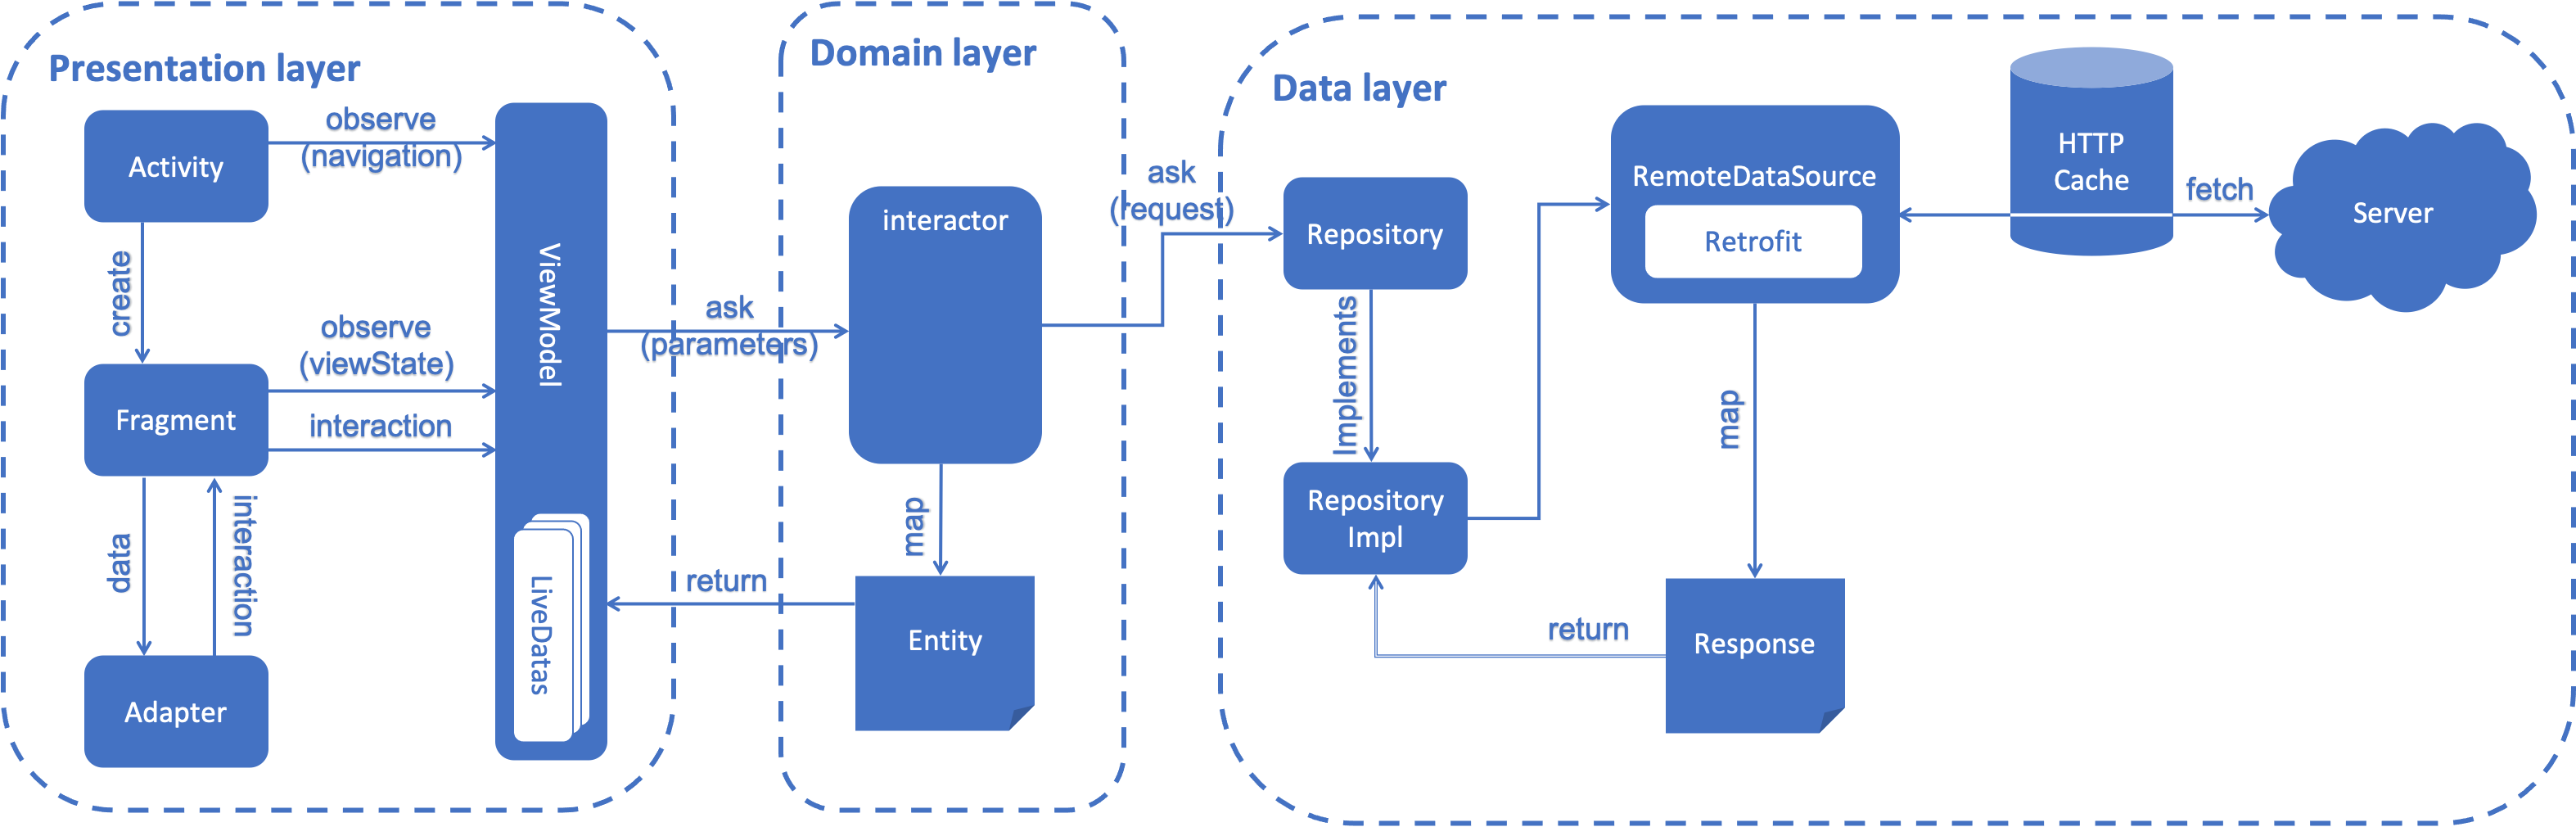 Presentation layer
Activity
observe
(navigation)
create
Fragment
observe
(viewState)
interaction
data
interaction
Adapter
ViewModel
LiveDatas
ask
(parameters)
return
Domain layer
interactor
map
Entity
ask
(request)
Data layer
Repository
Implements
Repository
Impl
RemoteDataSource
Retrofit
map
Response
return
HTTP
Cache
fetch
Server